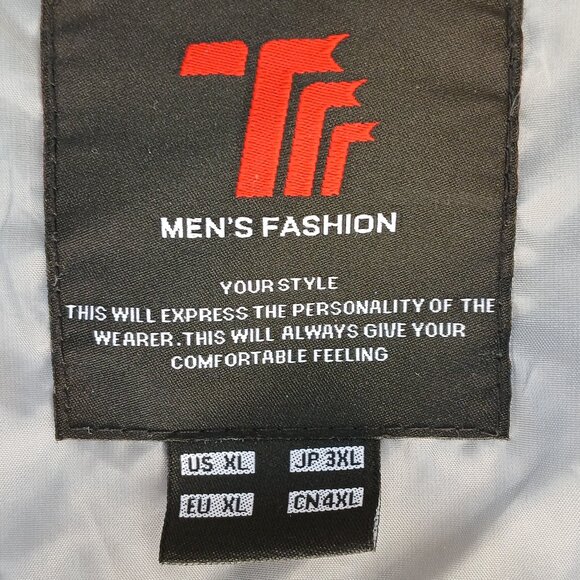 MEN'S FASHION
YOUR STYLE
THIS WILL EXPRESS THE PERSONALITY OF THE
WEARER.THIS WILL ALWAYS GIVE YOUR
COMFORTABLE FEELING
US XL JP 3XL
EU XL CN4XL